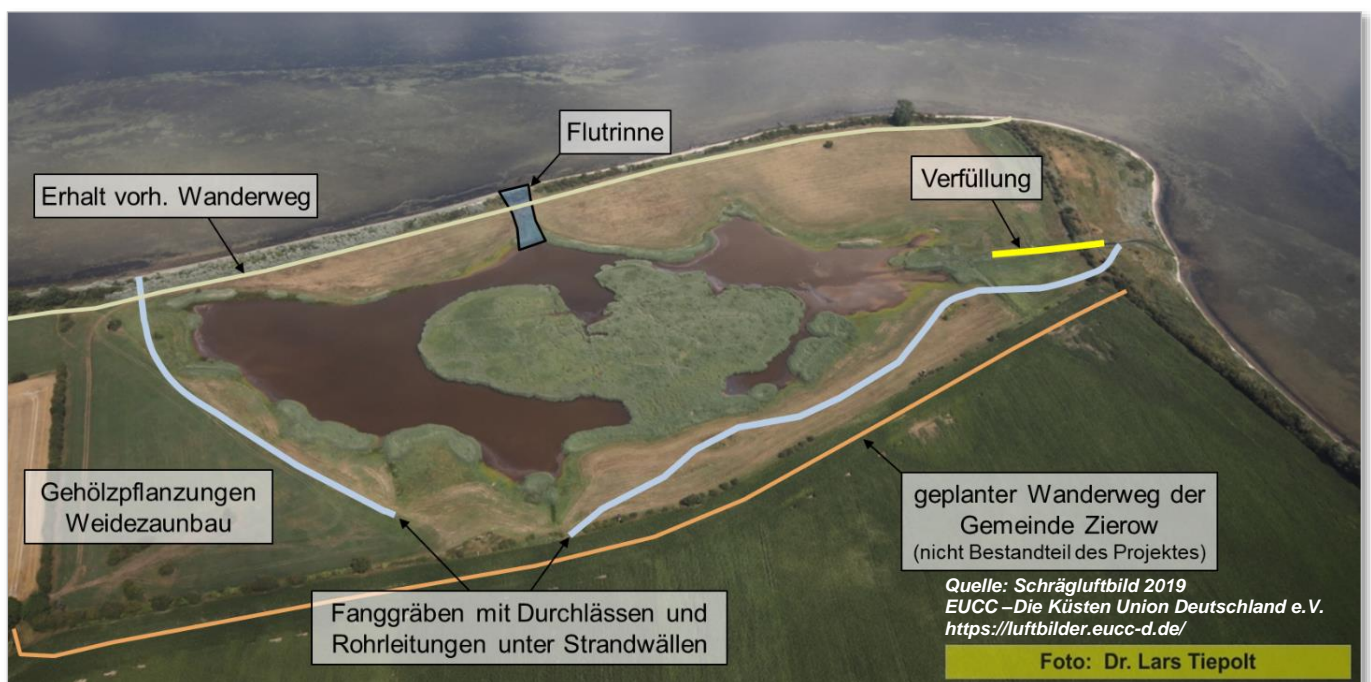 Flutrinne
Verfüllung
Erhalt vorh. Wanderweg
Gehölzpflanzungen
Weidezaunbau
geplanter Wanderweg der
Gemeinde Zierow
(nicht Bestandteil des Projektes)
Fanggräben mit Durchlässen und
Rohrleitungen unter Strandwällen
Quelle: Schrägluftbild 2019
EUCC –Die Küsten Union Deutschland e.V.
https://luftbilder.eucc-d.de/
Foto: Dr. Lars Tiepolt